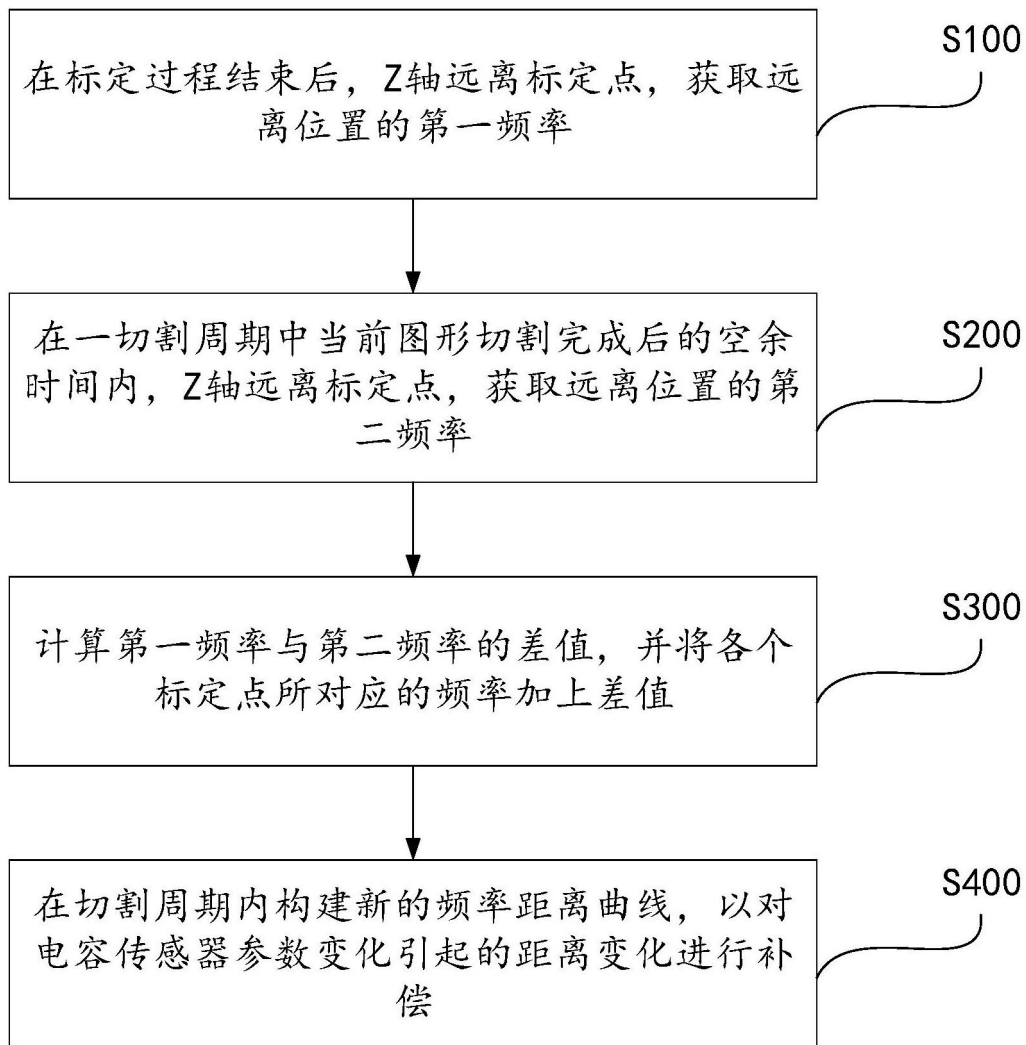 S100
在标定过程结束后，Z轴远离标定点，获取远
离位置的第一频率
S200
在一切割周期中当前图形切割完成后的空余
时间内，Z轴远离标定点，获取远离位置的第
二频率
S300
计算第一频率与第二频率的差值，并将各个
标定点所对应的频率加上差值
S400
在切割周期内构建新的频率距离曲线，以对
电容传感器参数变化引起的距离变化进行补
偿